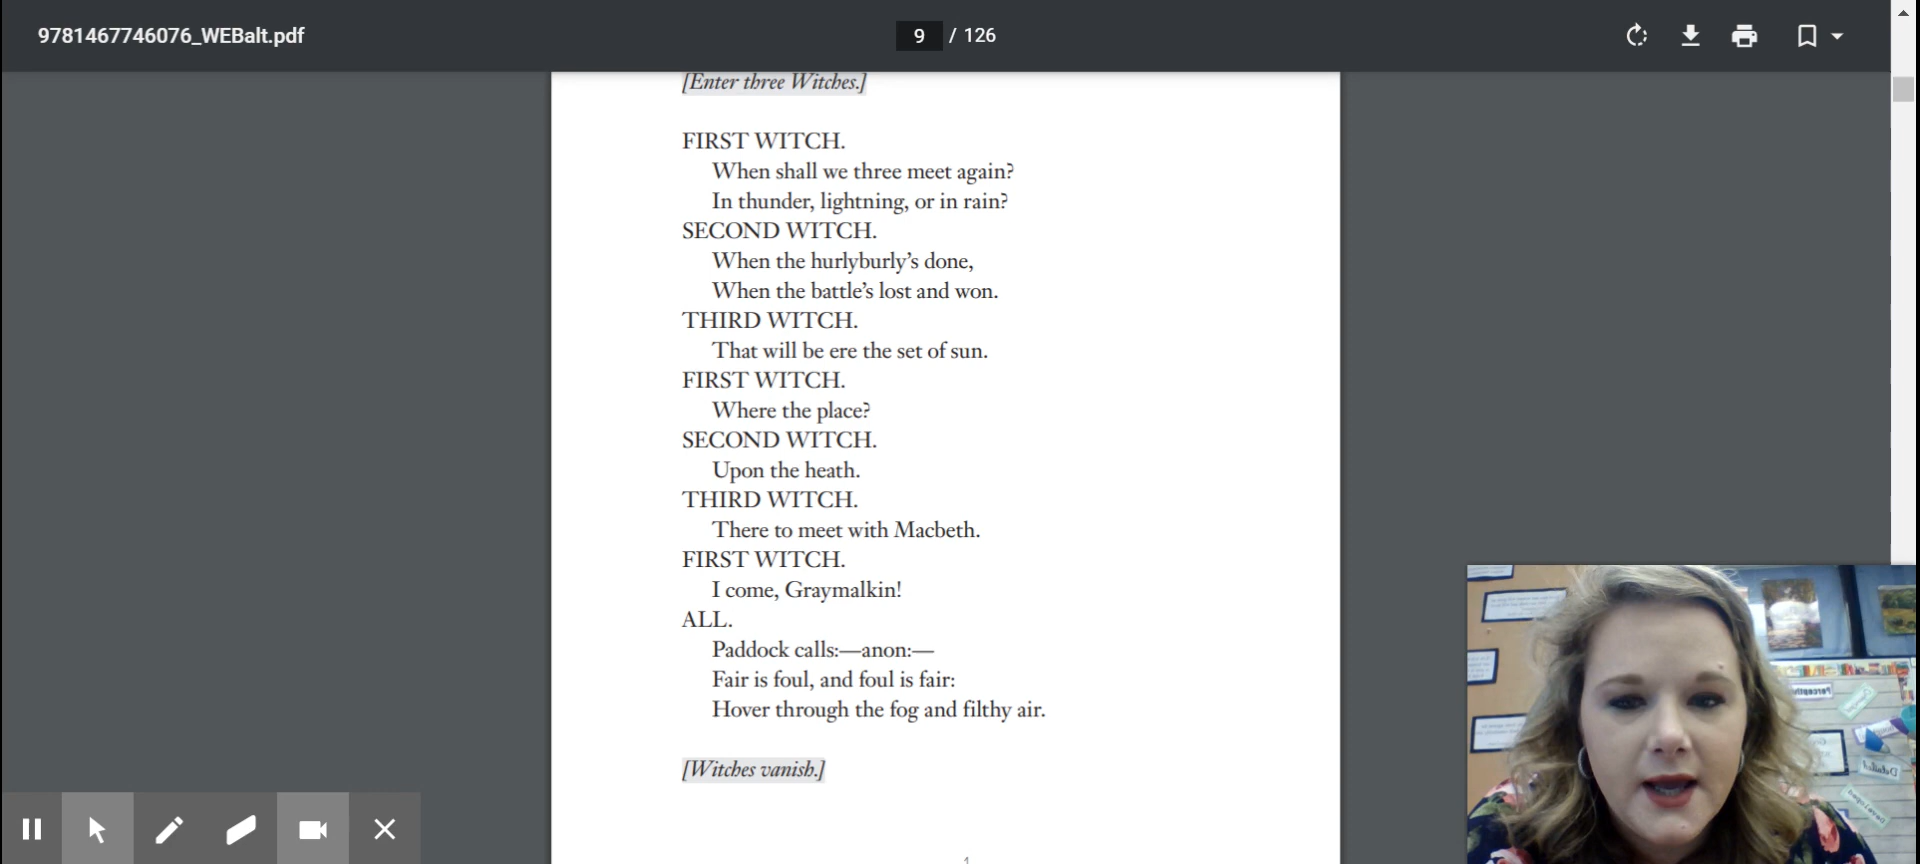 9781467746076_WEBalt.pdf
9 / 126
[Enter three Witches.]
FIRST WITCH.
When shall we three meet again?
In thunder, lightning, or in rain?
SECOND WITCH.
When the hurlyburly’s done,
When the battle’s lost and won.
THIRD WITCH.
That will be ere the set of sun.
FIRST WITCH.
Where the place?
SECOND WITCH.
Upon the heath.
THIRD WITCH.
There to meet with Macbeth.
FIRST WITCH.
I come, Graymalkin!
ALL.
Paddock calls:—anon:—
Fair is foul, and foul is fair:
Hover through the fog and filthy air.
[Witches vanish.]
1
Detailed